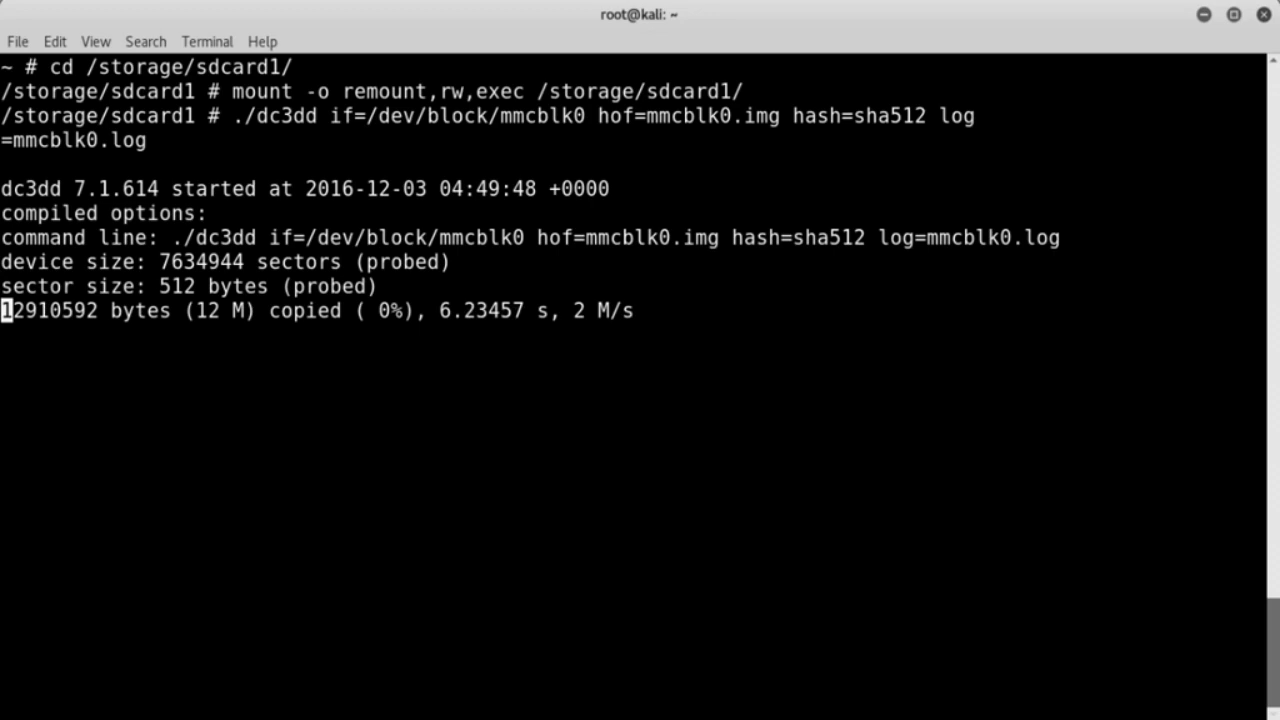 root@kali: ~
File Edit View Search Terminal Help
~ # cd /storage/sdcard1/
/storage/sdcard1 # mount -o remount,rw,exec /storage/sdcard1/
/storage/sdcard1 # ./dc3dd if=/dev/block/mmcblk0 hof=mmcblk0.img hash=sha512 log
=mmcblk0.log
dc3dd 7.1.614 started at 2016-12-03 04:49:48 +0000
compiled options:
command line: ./dc3dd if=/dev/block/mmcblk0 hof=mmcblk0.img hash=sha512 log=mmcblk0.log
device size: 7634944 sectors (probed)
sector size: 512 bytes (probed)
12910592 bytes (12 M) copied ( 0%), 6.23457 s, 2 M/s